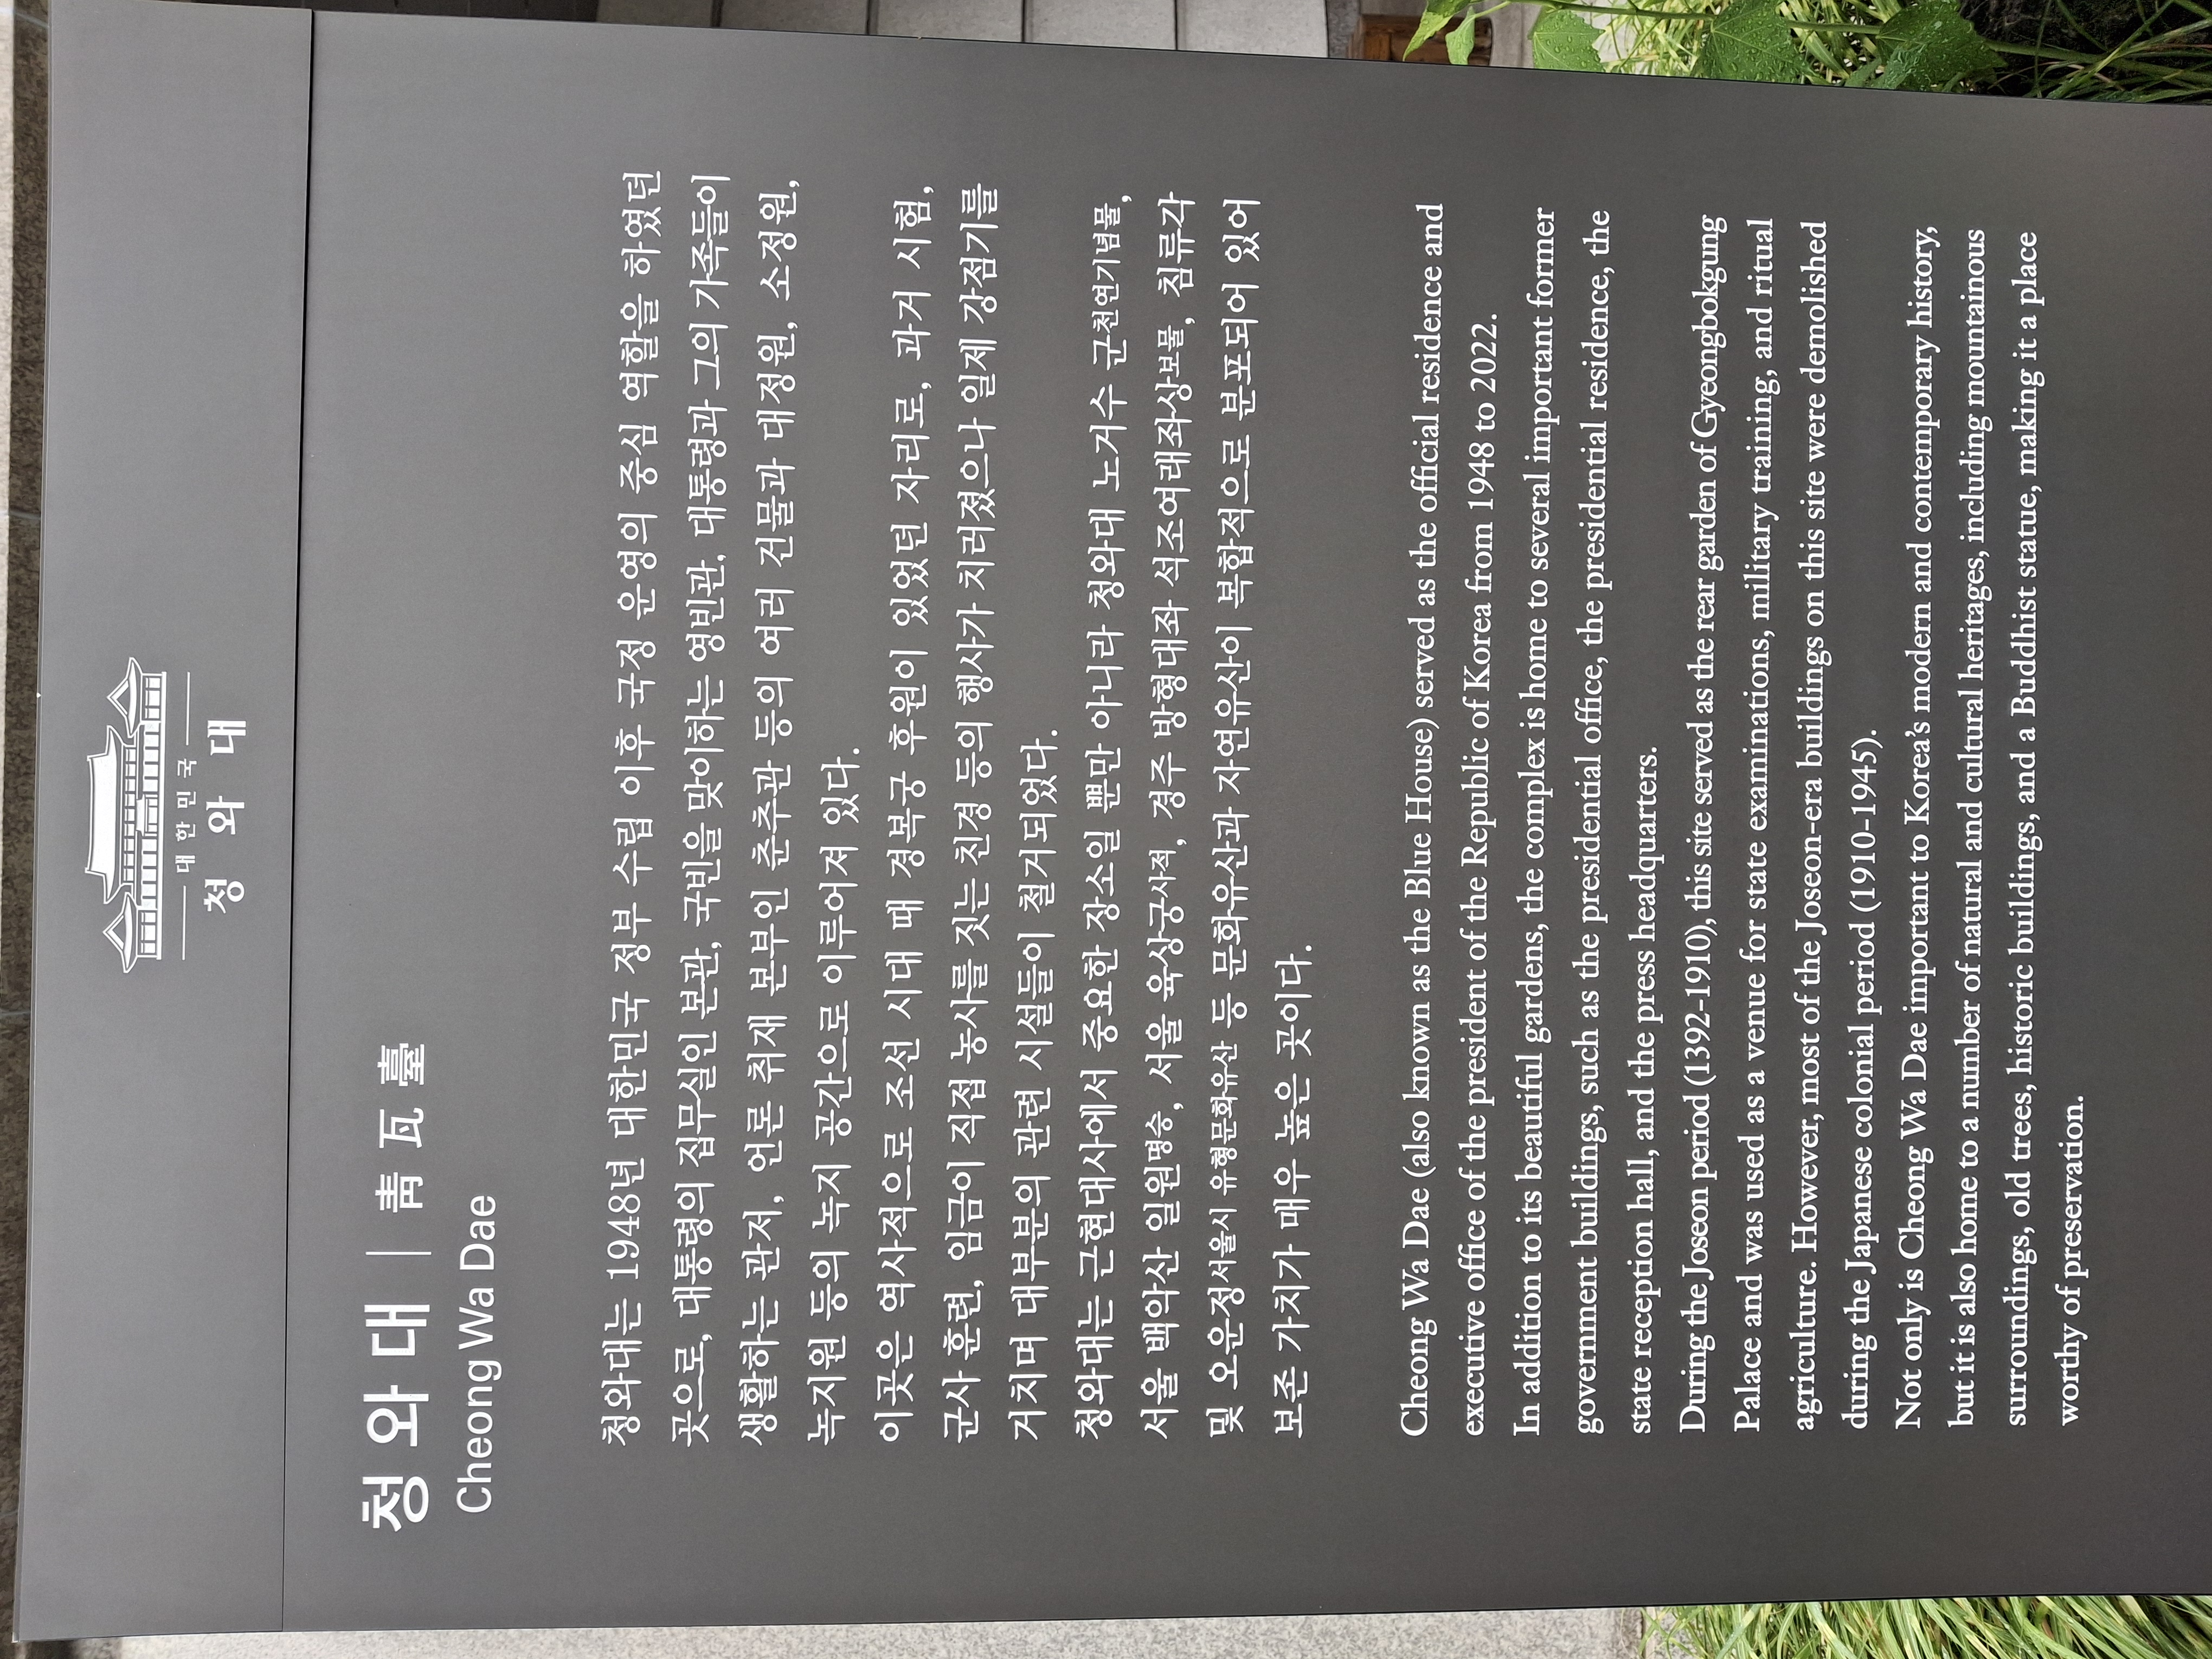 대한민국
청와대
청와대 | 靑瓦臺
Cheong Wa Dae
청와대는 1948년 대한민국 정부 수립 이후 국정 운영의 중심 역할을 하였던
곳으로, 대통령의 집무실인 본관, 국빈을 맞이하는 영빈관, 대통령과 그의 가족들이
생활하는 관저, 언론 취재 본부인 춘추관 등의 여러 건물과 대정원, 소정원,
녹지원 등의 녹지 공간으로 이루어져 있다.
이곳은 역사적으로 조선 시대 때 경복궁 후원이 있었던 자리로, 과거 시험,
군사 훈련, 임금이 직접 농사를 짓는 친경 등의 행사가 치러졌으나 일제 강점기를
거치며 대부분의 관련 시설들이 철거되었다.
청와대는 근현대사에서 중요한 장소일 뿐만 아니라 청와대 노거수 군천연기념물,
서울 백악산 일원명승, 서울 육상궁사적, 경주 방형대좌 석조여래좌상보물, 침류각
및 오운정서울시 유형문화유산 등 문화유산과 자연유산이 복합적으로 분포되어 있어
보존 가치가 매우 높은 곳이다.
Cheong Wa Dae (also known as the Blue House) served as the official residence and
executive office of the president of the Republic of Korea from 1948 to 2022.
In addition to its beautiful gardens, the complex is home to several important former
government buildings, such as the presidential office, the presidential residence, the
state reception hall, and the press headquarters.
During the Joseon period (1392-1910), this site served as the rear garden of Gyeongbokgung
Palace and was used as a venue for state examinations, military training, and ritual
agriculture. However, most of the Joseon-era buildings on this site were demolished
during the Japanese colonial period (1910-1945).
Not only is Cheong Wa Dae important to Korea's modern and contemporary history,
but it is also home to a number of natural and cultural heritages, including mountainous
surroundings, old trees, historic buildings, and a Buddhist statue, making it a place
worthy of preservation.